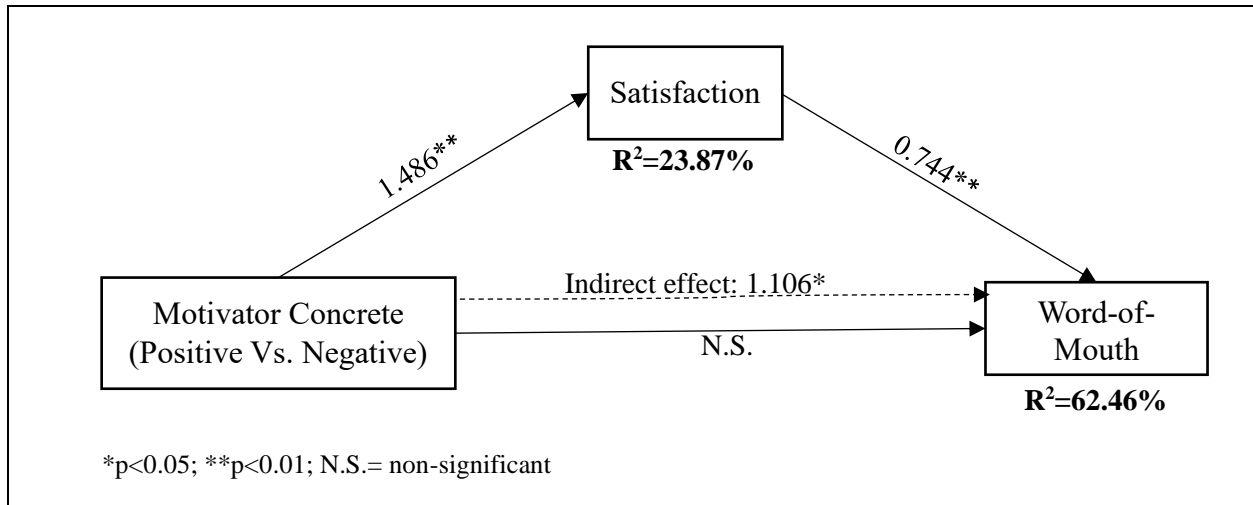 Satisfaction
R²=23.87%
1.486**
0.744**
Indirect effect: 1.106*
Motivator Concrete
(Positive Vs. Negative)
N.S.
Word-of-
Mouth
R²=62.46%
*p<0.05; **p<0.01; N.S.= non-significant